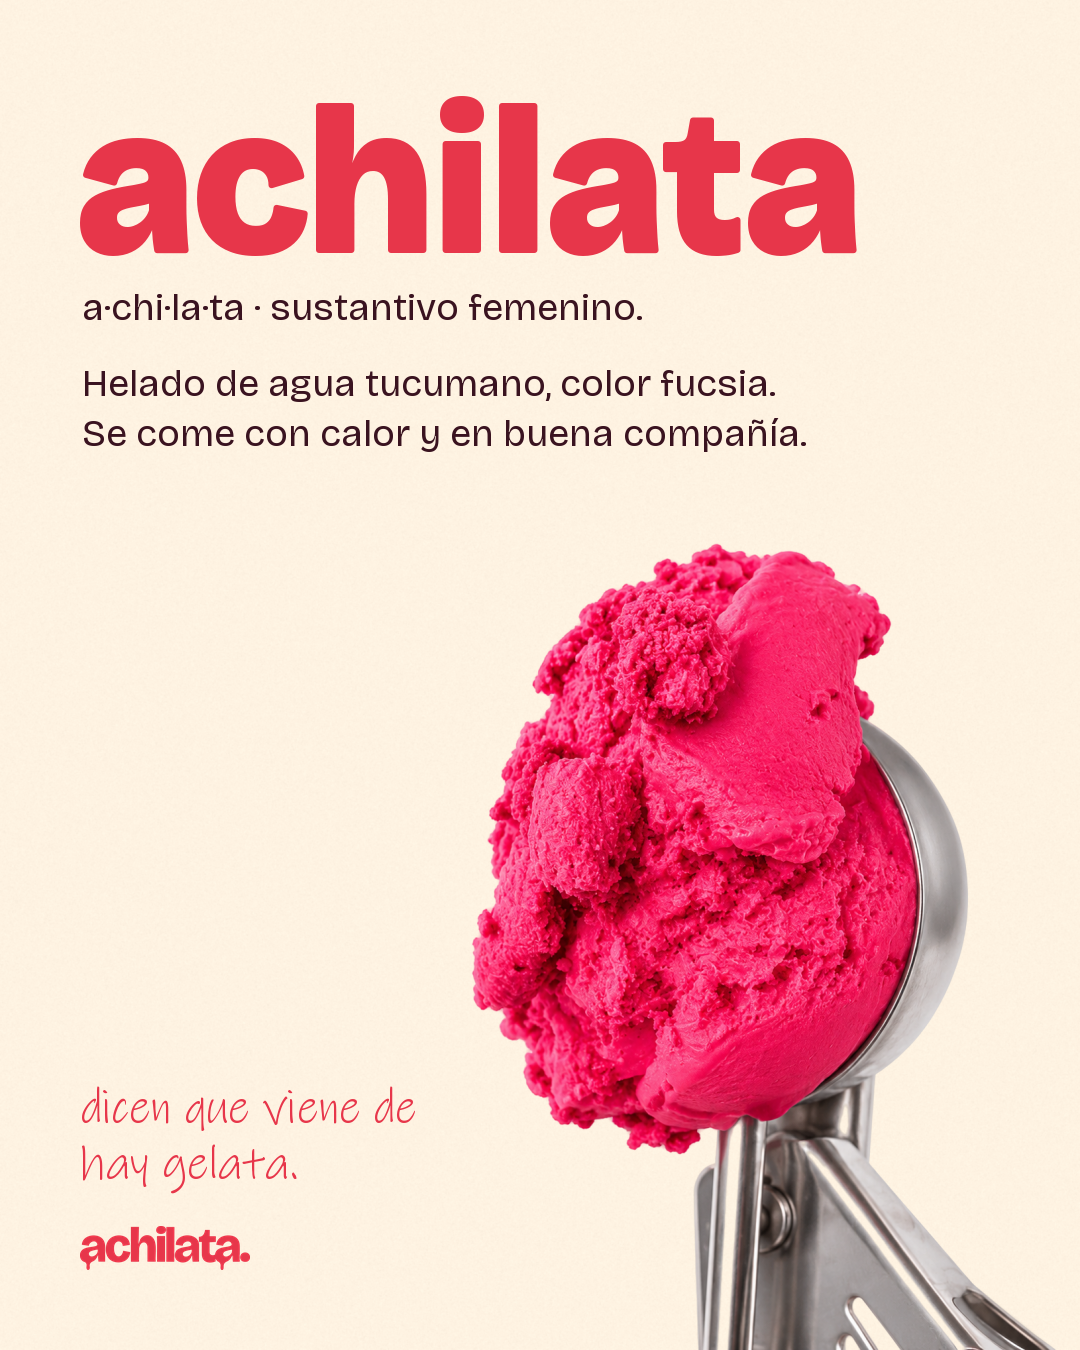 achilata
a·chi·la·ta · sustantivo femenino.
Helado de agua tucumano, color fucsia.
Se come con calor y en buena compañía.
dicen que viene de
hay gelata.
achilata.